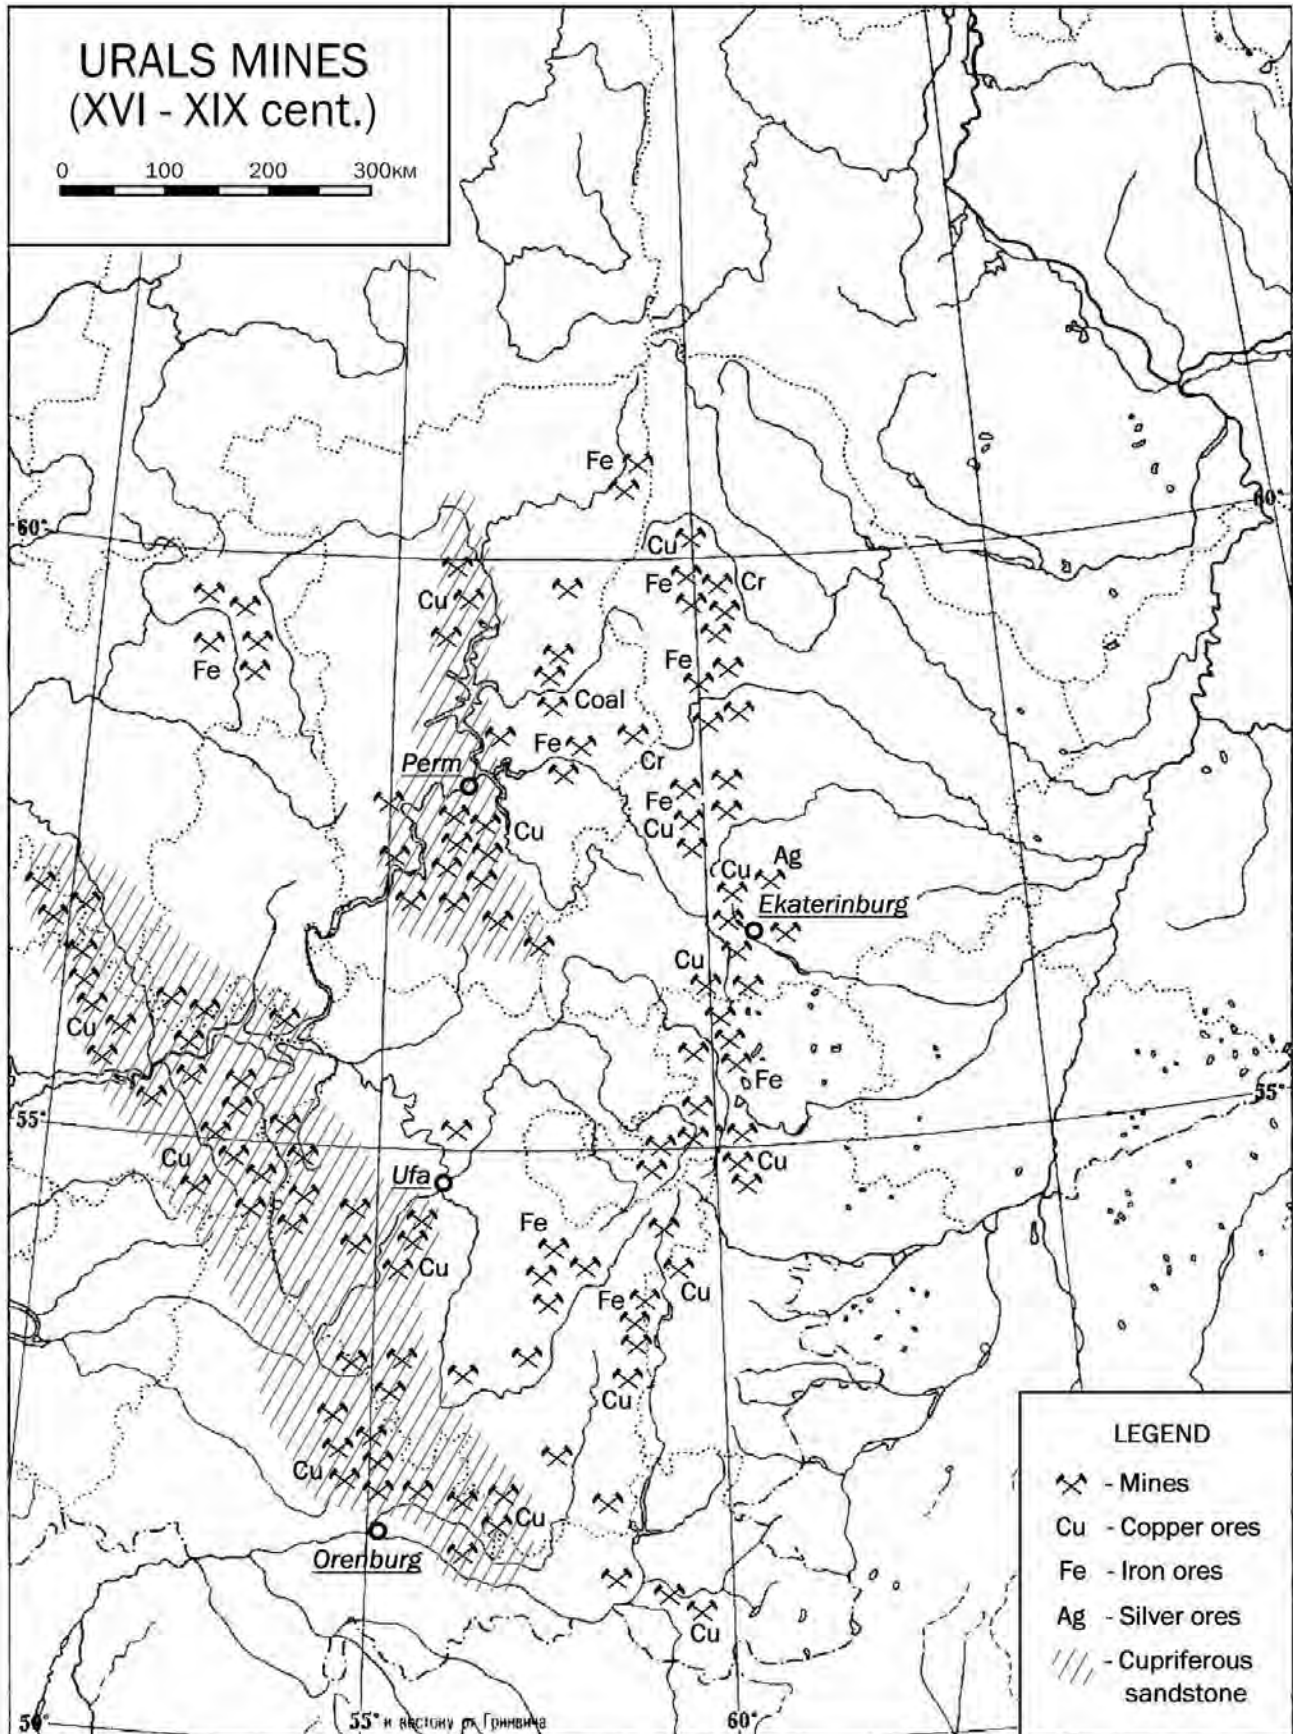 URALS MINES
(XVI - XIX cent.)
0 100 200 300км
Fe
60°
60°
Cu
Fe
Cr
Cu
Fe
Fe
Coal
Fe
Perm
Cr
Fe
Cu
Cu
Ag
Cu
Ekaterinburg
Cu
Cu
Fe
55°
55°
Cu
Cu
Ufa
Fe
Cu
Cu
Fe
Cu
Cu
Cu
Orenburg
Cu
50°
55° к востоку от Гринвича
60°
LEGEND
- Mines
Cu - Copper ores
Fe - Iron ores
Ag - Silver ores
- Cupriferous
sandstone